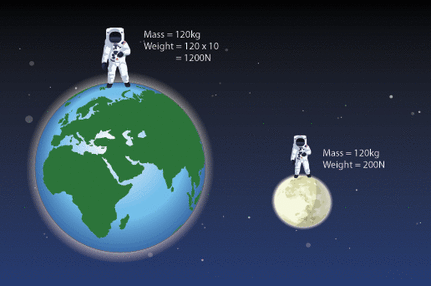 Mass = 120kg
Weight = 120 x 10
= 1200N
Mass = 120kg
Weight = 200N